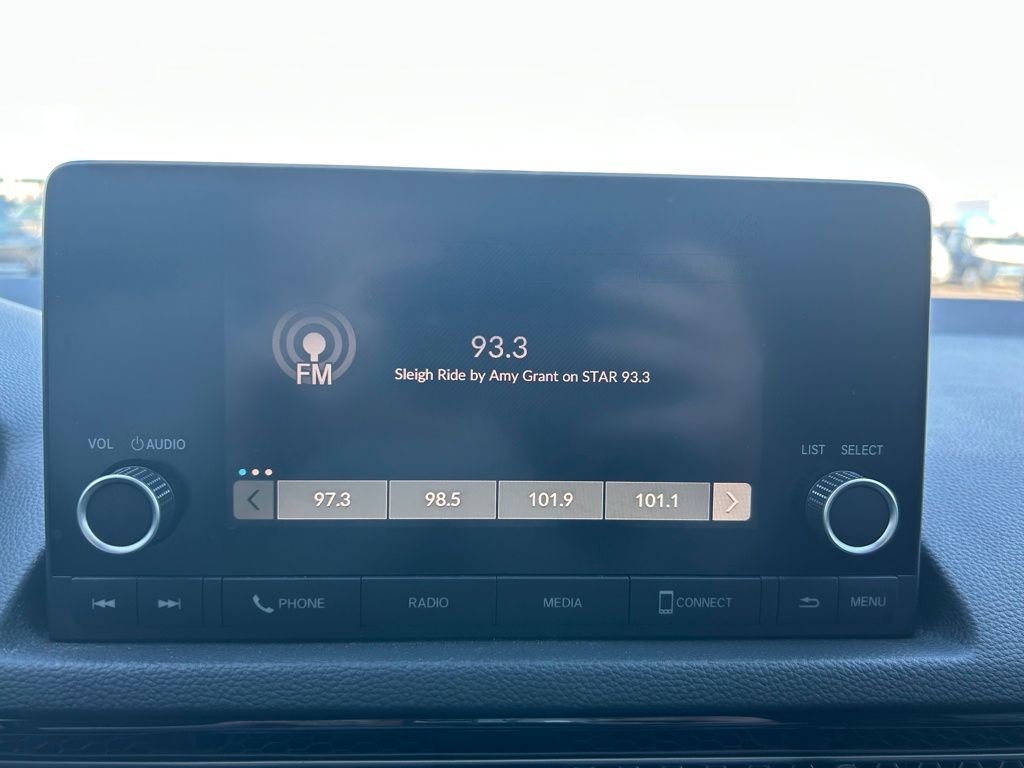 93.3
FM
Sleigh Ride by Amy Grant on STAR 93.3
VOL AUDIO
LIST SELECT
97.3 98.5 101.9 101.1
PHONE RADIO MEDIA CONNECT MENU